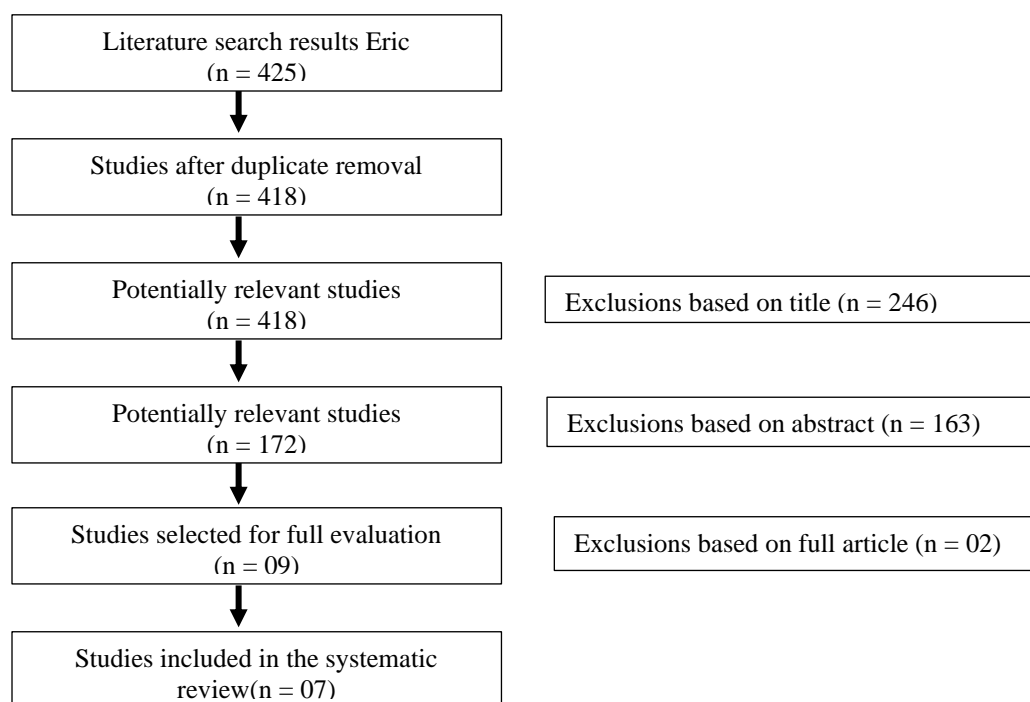 Literature search results Eric
(n = 425)
Studies after duplicate removal
(n = 418)
Potentially relevant studies
(n = 418)
Exclusions based on title (n = 246)
Potentially relevant studies
(n = 172)
Exclusions based on abstract (n = 163)
Studies selected for full evaluation
(n = 09)
Exclusions based on full article (n = 02)
Studies included in the systematic
review(n = 07)